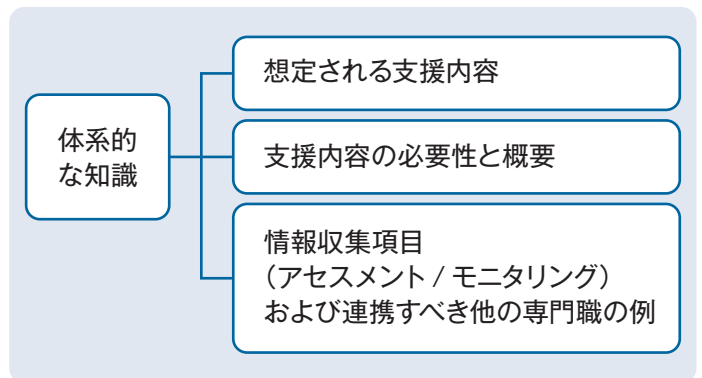 体系的
な知識
想定される支援内容
支援内容の必要性と概要
情報収集項目
（アセスメント / モニタリング）
および連携すべき他の専門職の例